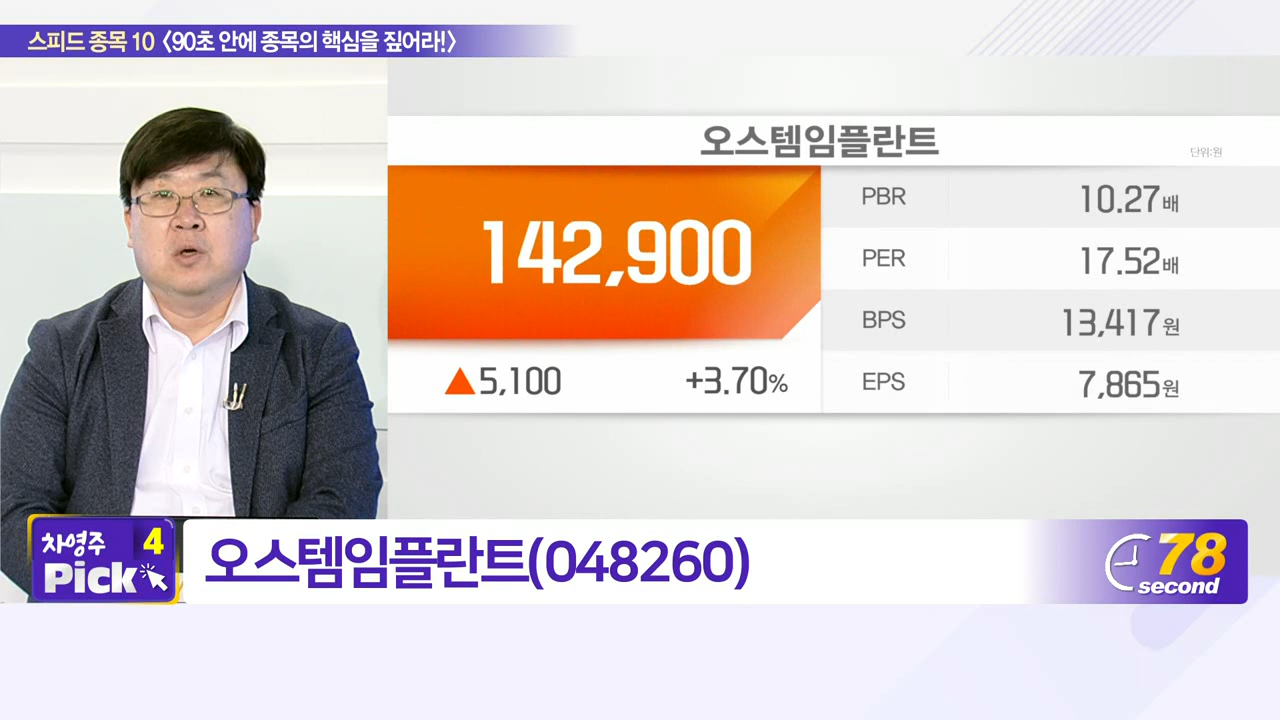 스피드 종목 10 <90초 안에 종목의 핵심을 짚어라!>
오스템임플란트
단위:원
142,900
▲5,100 +3.70%
PBR 10.27배
PER 17.52배
BPS 13,417원
EPS 7,865원
차영주 4
Pick
오스템임플란트(048260)
78
second